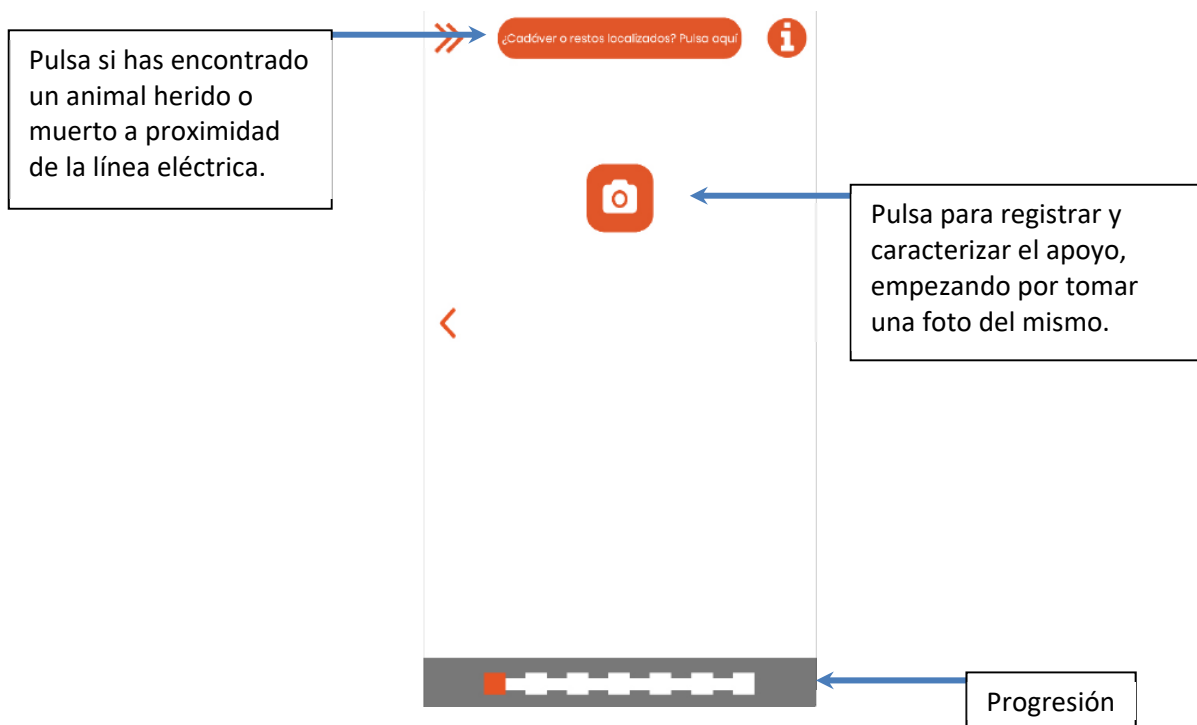 ¿Cadáver o restos localizados? Pulsa aquí
Pulsa si has encontrado
un animal herido o
muerto a proximidad
de la línea eléctrica.
Pulsa para registrar y
caracterizar el apoyo,
empezando por tomar
una foto del mismo.
Progresión